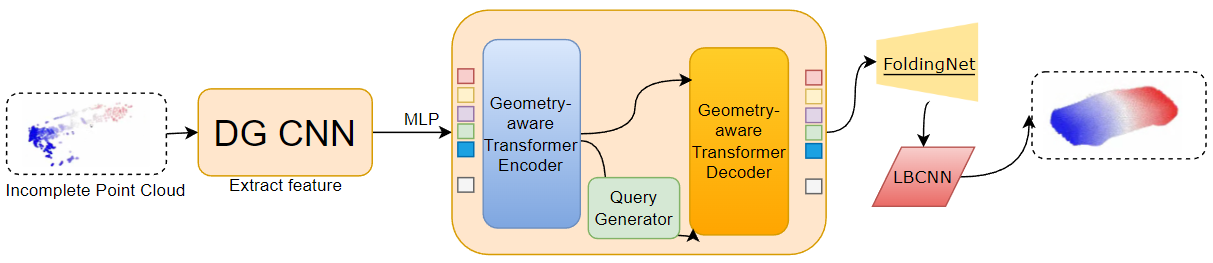 Incomplete Point Cloud
DG CNN
Extract feature
MLP
Geometry-
aware
Transformer
Encoder
Query
Generator
Geometry-
aware
Transformer
Decoder
FoldingNet
LBCNN